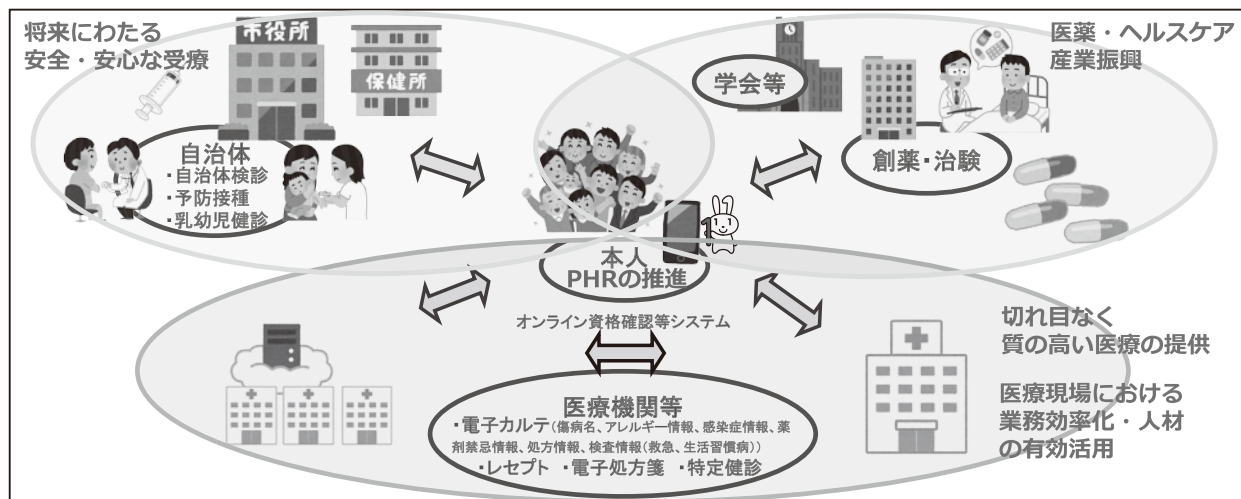 将来にわたる
安全・安心な受療
市役所
保健所
自治体
・自治体検診
・予防接種
・乳幼児健診
学会等
医薬・ヘルスケア
産業振興
創薬・治験
本人
PHRの推進
オンライン資格確認等システム
医療機関等
・電子カルテ(傷病名、アレルギー情報、感染症情報、薬
剤禁忌情報、処方情報、検査情報(救急、生活習慣病))
・レセプト ・電子処方箋 ・特定健診
切れ目なく
質の高い医療の提供
医療現場における
業務効率化・人材
の有効活用